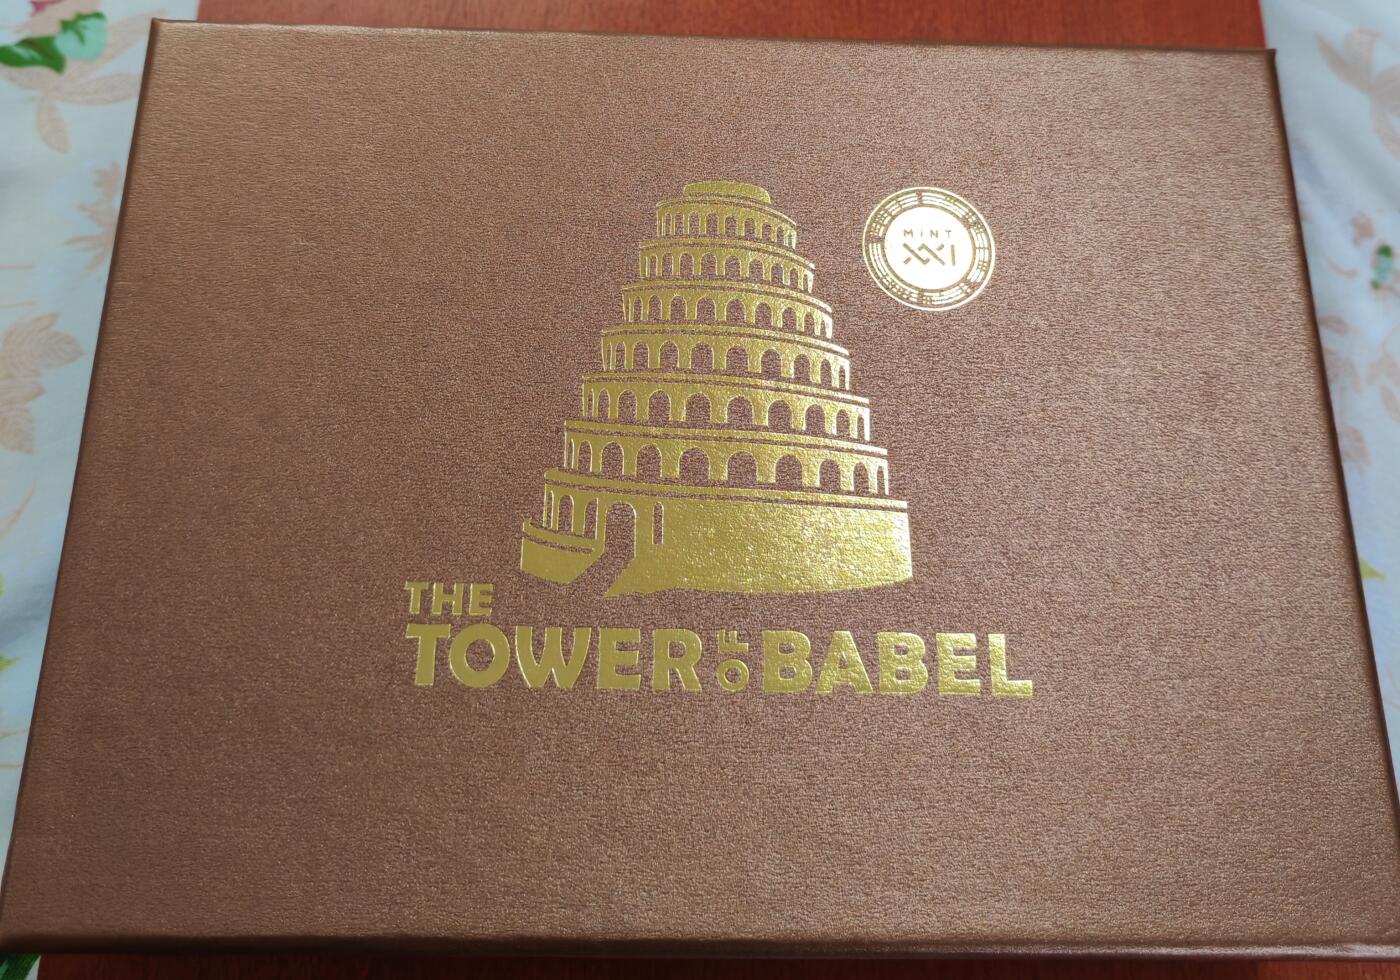 MINT
XXI
THE
TOWER OF BABEL